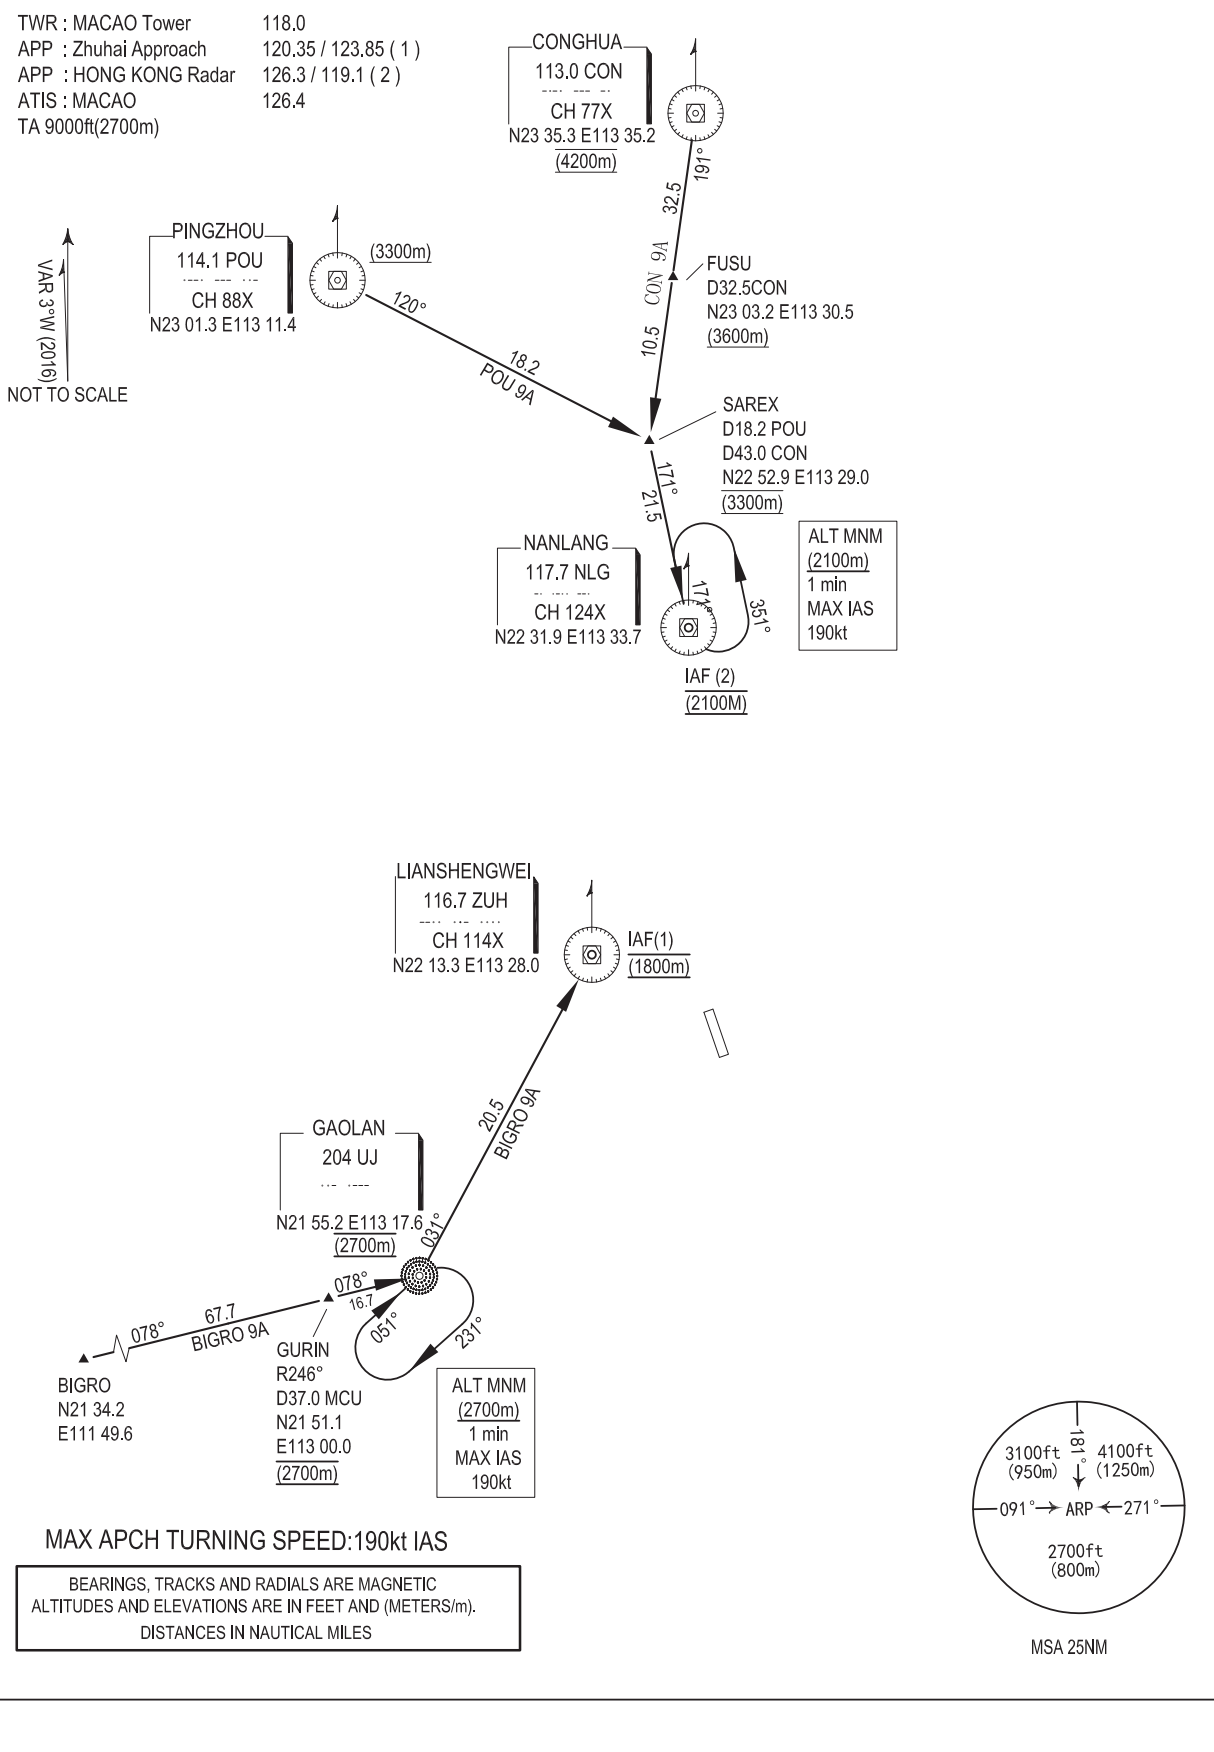 TWR : MACAO Tower 118.0
APP : Zhuhai Approach 120.35 / 123.85 ( 1 )
APP : HONG KONG Radar 126.3 / 119.1 ( 2 )
ATIS : MACAO 126.4
TA 9000ft(2700m)
CONGHUA
113.0 CON
CH 77X
N23 35.3 E113 35.2
(4200m)
191°
32.5
CON 9A
10.5
PINGZHOU
114.1 POU
CH 88X
N23 01.3 E113 11.4
(3300m)
120°
18.2
POU 9A
VAR 3°W (2016)
NOT TO SCALE
FUSU
D32.5CON
N23 03.2 E113 30.5
(3600m)
SAREX
D18.2 POU
D43.0 CON
N22 52.9 E113 29.0
(3300m)
171°
21.5
NANLANG
117.7 NLG
CH 124X
N22 31.9 E113 33.7
171°
351°
IAF (2)
(2100M)
ALT MNM
(2100m)
1 min
MAX IAS
190kt
LIANSHENGWEI
116.7 ZUH
CH 114X
N22 13.3 E113 28.0
IAF(1)
(1800m)
20.5
BIGRO 9A
031°
GAOLAN
204 UJ
N21 55.2 E113 17.6
(2700m)
078°
16.7
051°
231°
078°
67.7
BIGRO 9A
BIGRO
N21 34.2
E111 49.6
GURIN
R246°
D37.0 MCU
N21 51.1
E113 00.0
(2700m)
ALT MNM
(2700m)
1 min
MAX IAS
190kt
3100ft
(950m)
181°
4100ft
(1250m)
091°
ARP
271°
2700ft
(800m)
MSA 25NM
MAX APCH TURNING SPEED:190kt IAS
BEARINGS, TRACKS AND RADIALS ARE MAGNETIC
ALTITUDES AND ELEVATIONS ARE IN FEET AND (METERS/m).
DISTANCES IN NAUTICAL MILES